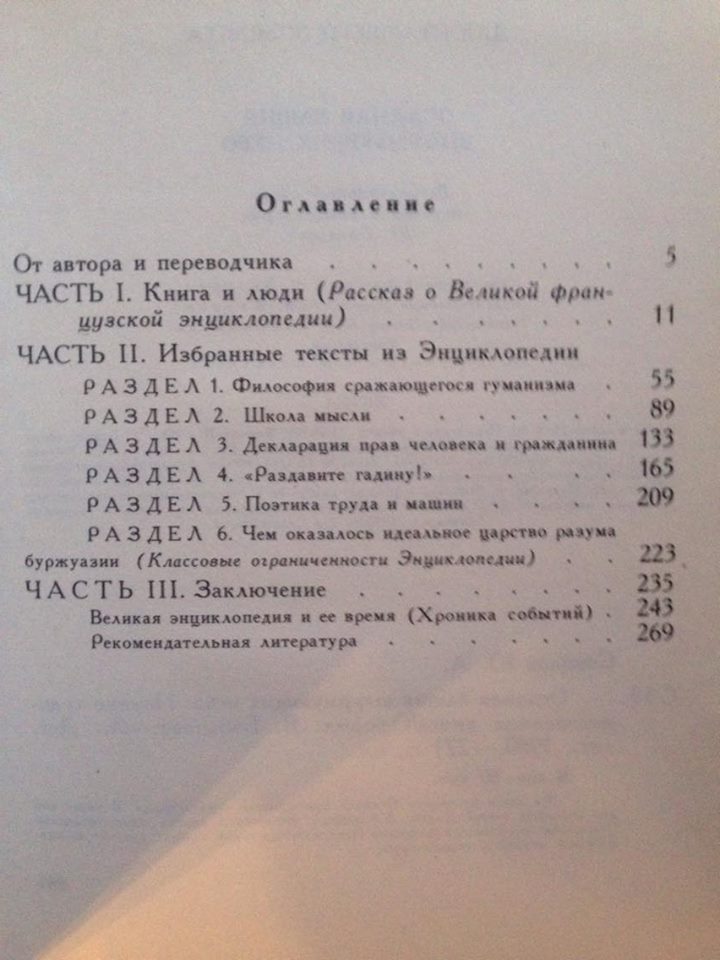 Оглавление
От автора и переводчика . . . . . . . . . 5
ЧАСТЬ I. Книга и люди (Рассказ о Великой фран-
цузской энциклопедии) . . . . . . . 11
ЧАСТЬ II. Избранные тексты из Энциклопедии
РАЗДЕЛ 1. Философия сражающегося гуманизма . 55
РАЗДЕЛ 2. Школа мысли . . . . . . 89
РАЗДЕЛ 3. Декларация прав человека и гражданина 133
РАЗДЕЛ 4. «Раздавите гадину!» . . . . 165
РАЗДЕЛ 5. Поэтика труда и машин . . . . 209
РАЗДЕЛ 6. Чем оказалось идеальное царство разума
буржуазии (Классовые ограниченности Энциклопедии) . . 223
ЧАСТЬ III. Заключение . . . . . . . . 235
Великая энциклопедия и ее время (Хроника событий) . 243
Рекомендательная литература . . . . . . . 269